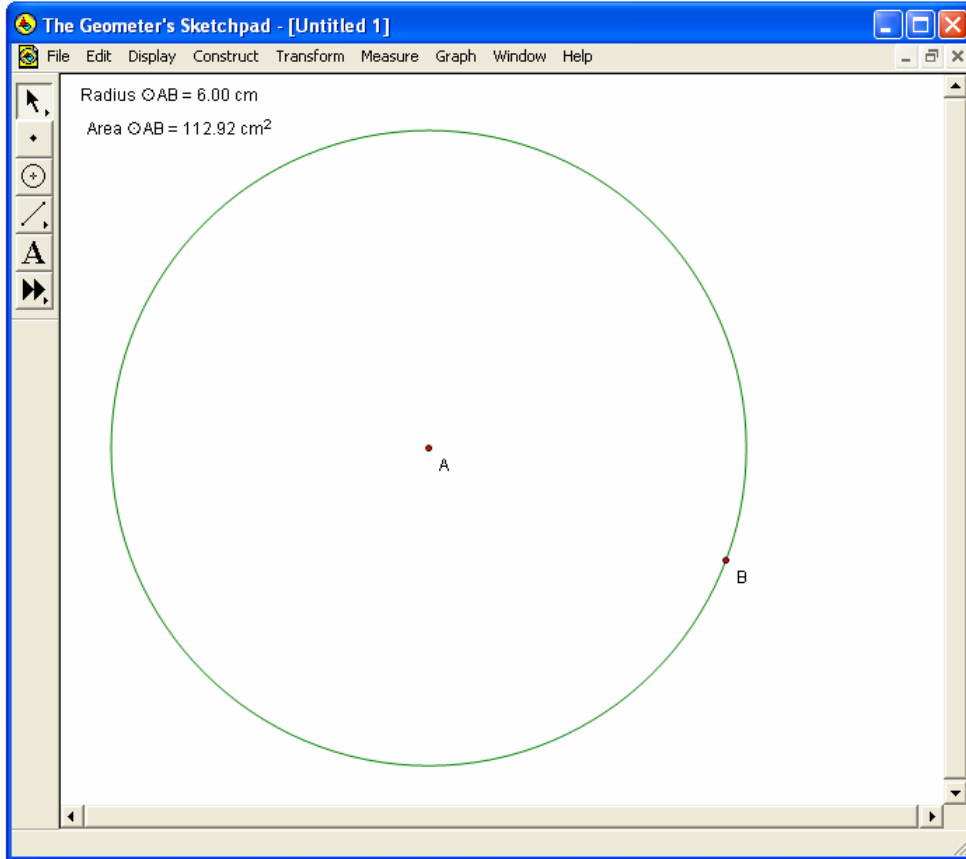 The Geometer's Sketchpad - [Untitled 1]
File Edit Display Construct Transform Measure Graph Window Help
Radius ⊙AB = 6.00 cm
Area ⊙AB = 112.92 cm²
A
A
B